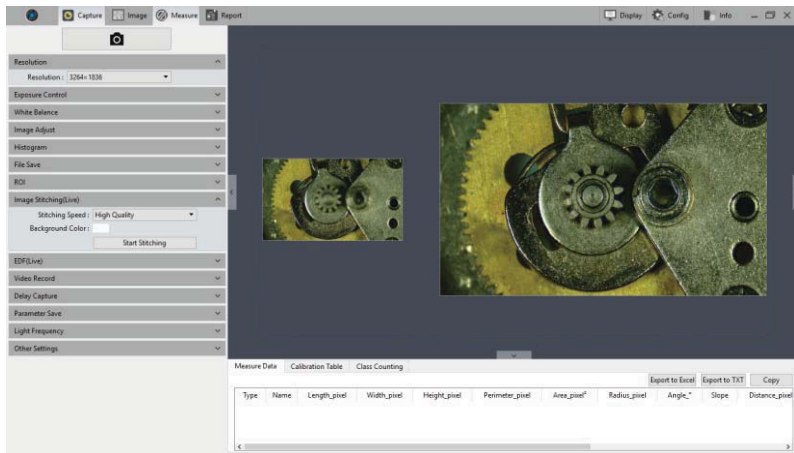 Capture Image Measure Report Display Config Info
Resolution
Resolution : 3264×1836
Exposure Control
White Balance
Image Adjust
Histogram
File Save
ROI
Image Stitching(Live)
Stitching Speed : High Quality
Background Color :
Start Stitching
EDF(Live)
Video Record
Delay Capture
Parameter Save
Light Frequency
Other Settings
Measure Data Calibration Table Class Counting
Export to Excel Export to TXT Copy
Type Name Length_pixel Width_pixel Height_pixel Perimeter_pixel Area_pixel² Radius_pixel Angle_° Slope Distance_pixel